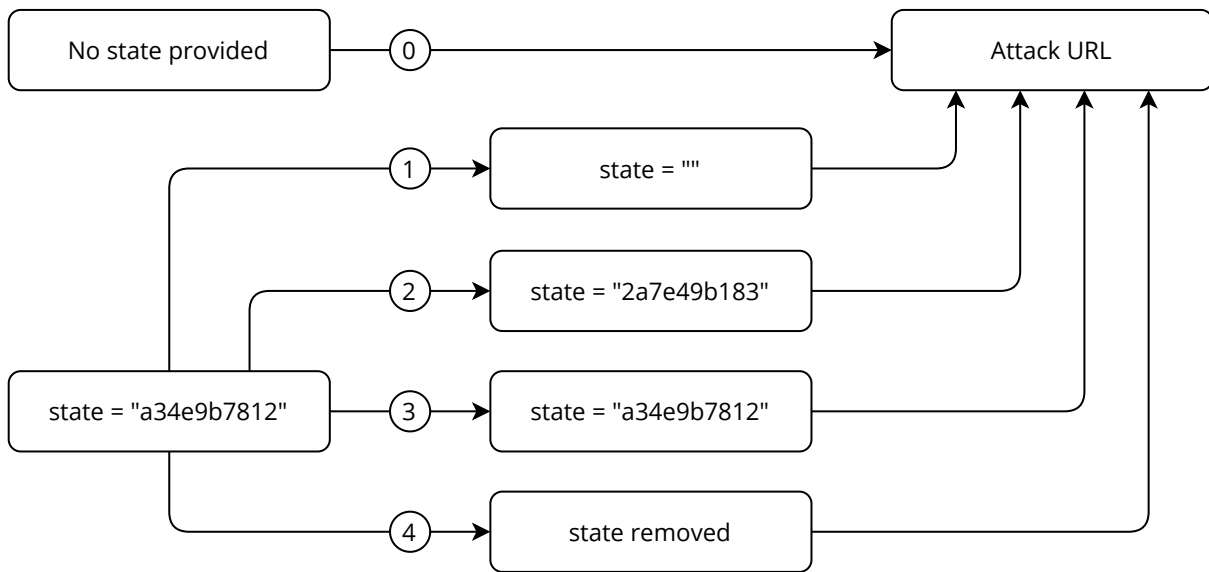 No state provided
0
Attack URL
1
state = ""
2
state = "2a7e49b183"
state = "a34e9b7812"
3
state = "a34e9b7812"
4
state removed